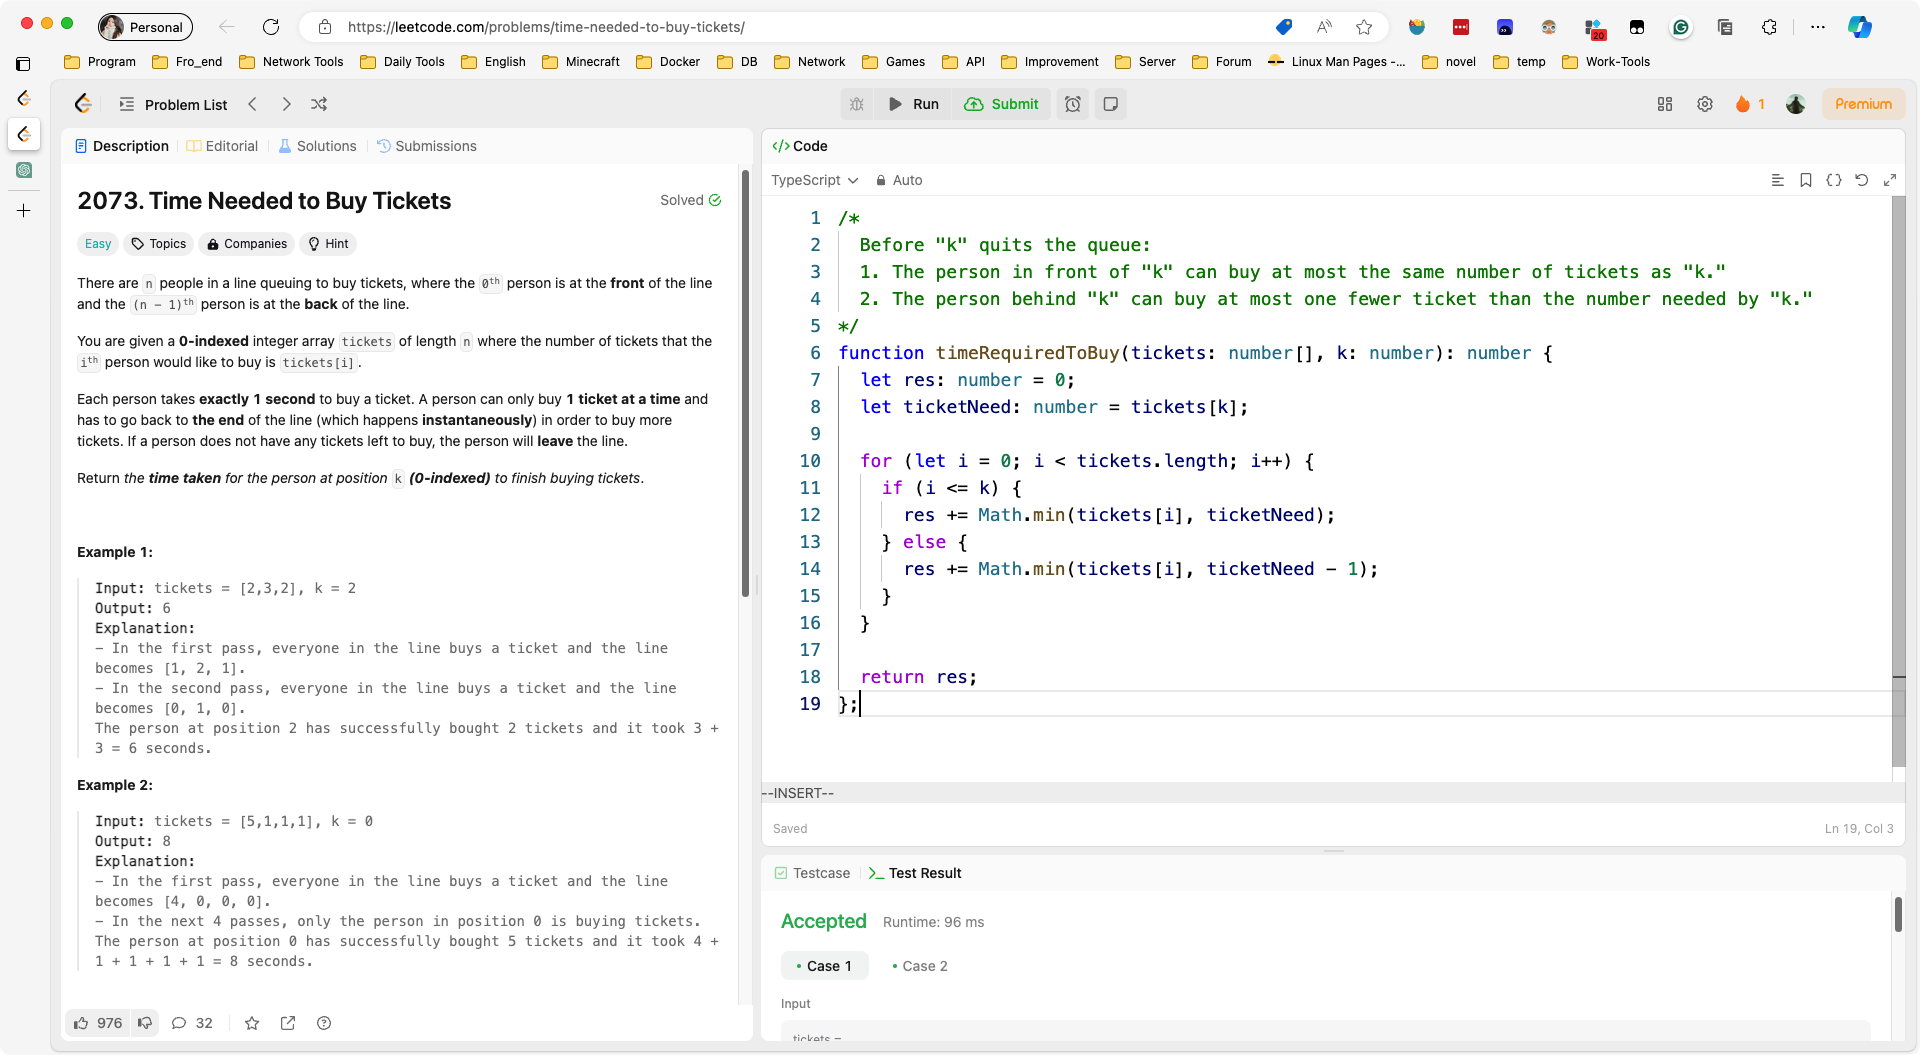 Personal
https://leetcode.com/problems/time-needed-to-buy-tickets/
20
Program Fro_end Network Tools Daily Tools English Minecraft Docker DB Network Games API Improvement Server Forum Linux Man Pages -... novel temp Work-Tools
Problem List
Run Submit
1 Premium
Description Editorial Solutions Submissions
2073. Time Needed to Buy Tickets
Solved
Easy Topics Companies Hint
There are n people in a line queuing to buy tickets, where the 0th person is at the front of the line
and the (n - 1)th person is at the back of the line.
You are given a 0-indexed integer array tickets of length n where the number of tickets that the
ith person would like to buy is tickets[i].
Each person takes exactly 1 second to buy a ticket. A person can only buy 1 ticket at a time and
has to go back to the end of the line (which happens instantaneously) in order to buy more
tickets. If a person does not have any tickets left to buy, the person will leave the line.
Return the time taken for the person at position k (0-indexed) to finish buying tickets.
Example 1:
Input: tickets = [2,3,2], k = 2
Output: 6
Explanation:
- In the first pass, everyone in the line buys a ticket and the line
becomes [1, 2, 1].
- In the second pass, everyone in the line buys a ticket and the line
becomes [0, 1, 0].
The person at position 2 has successfully bought 2 tickets and it took 3 +
3 = 6 seconds.
Example 2:
Input: tickets = [5,1,1,1], k = 0
Output: 8
Explanation:
- In the first pass, everyone in the line buys a ticket and the line
becomes [4, 0, 0, 0].
- In the next 4 passes, only the person in position 0 is buying tickets.
The person at position 0 has successfully bought 5 tickets and it took 4 +
1 + 1 + 1 + 1 = 8 seconds.
976 32
</> Code
TypeScript Auto
1 /*
2 Before "k" quits the queue:
3 1. The person in front of "k" can buy at most the same number of tickets as "k."
4 2. The person behind "k" can buy at most one fewer ticket than the number needed by "k."
5 */
6 function timeRequiredToBuy(tickets: number[], k: number): number {
7 let res: number = 0;
8 let ticketNeed: number = tickets[k];
9
10 for (let i = 0; i < tickets.length; i++) {
11 if (i <= k) {
12 res += Math.min(tickets[i], ticketNeed);
13 } else {
14 res += Math.min(tickets[i], ticketNeed - 1);
15 }
16 }
17
18 return res;
19 };
--INSERT--
Saved
Ln 19, Col 3
Testcase Test Result
Accepted Runtime: 96 ms
Case 1 Case 2
Input
tickets =